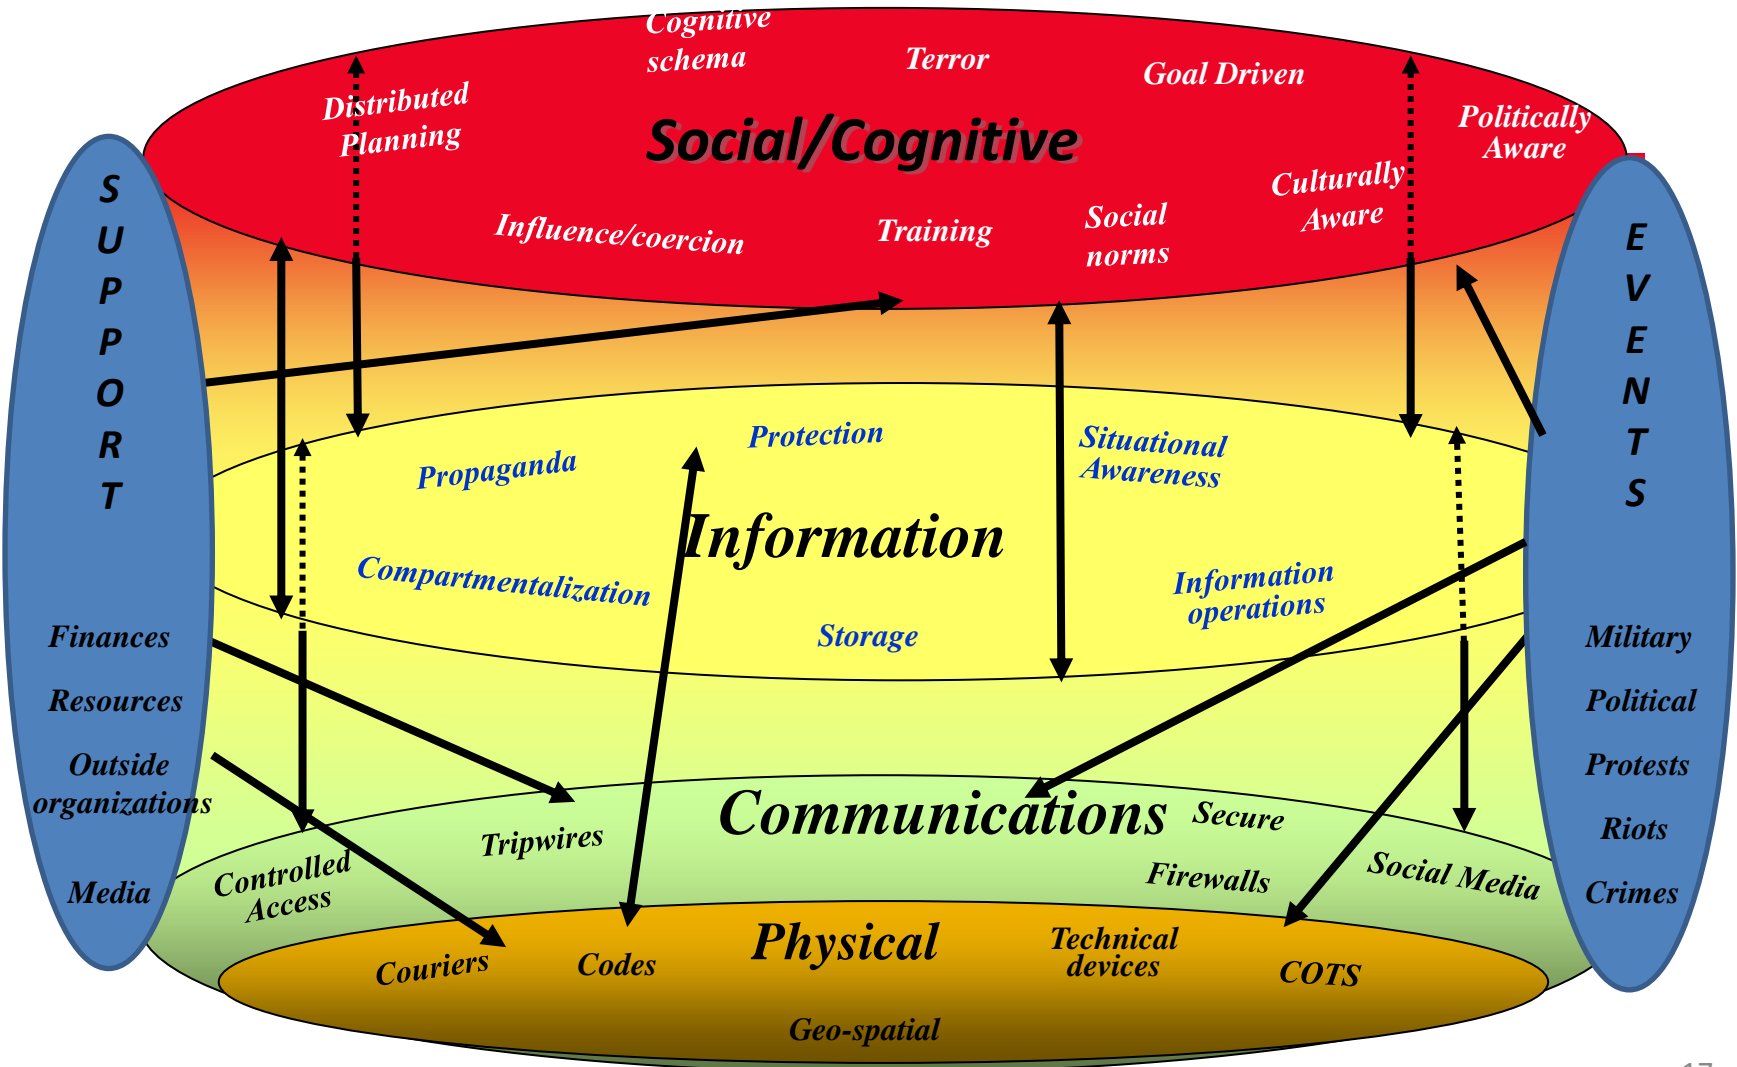 Cognitive
schema
Terror
Goal Driven
Distributed
Planning
Politically
Aware
Social/Cognitive
Culturally
Aware
Influence/coercion
Training
Social
norms
S
U
P
P
O
R
T
Finances
Resources
Outside
organizations
Media
E
V
E
N
T
S
Military
Political
Protests
Riots
Crimes
Propaganda
Protection
Situational
Awareness
Information
Compartmentalization
Information
operations
Storage
Communications
Secure
Tripwires
Controlled
Access
Firewalls
Social Media
Physical
Couriers
Codes
Technical
devices
COTS
Geo-spatial
17